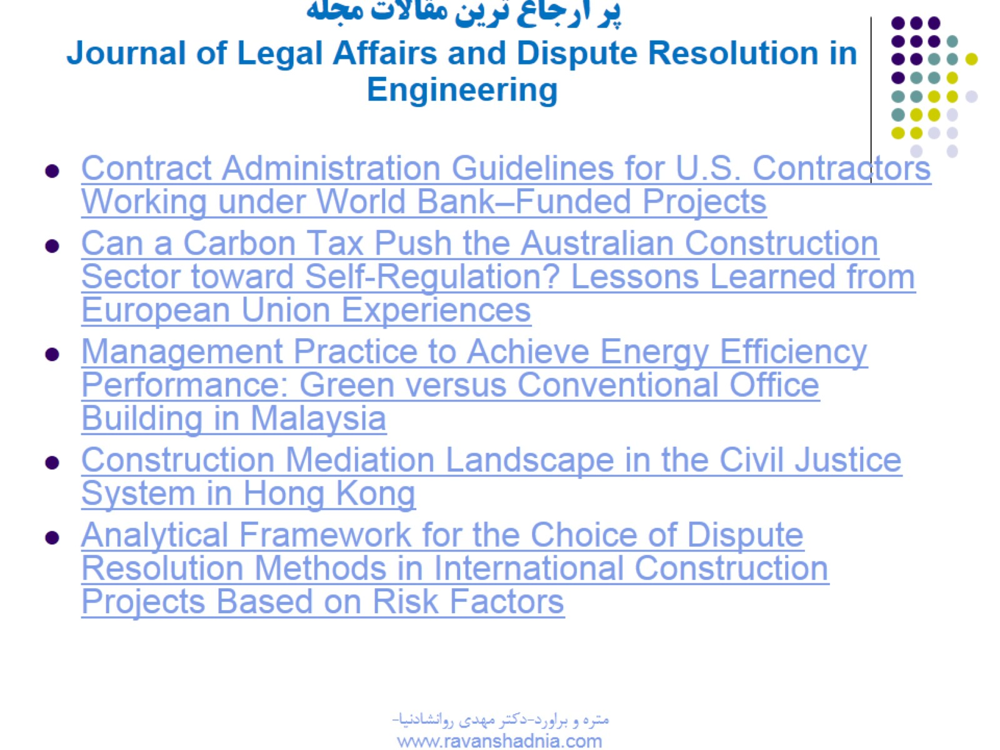 پر ارجاع ترین مقالات مجله
Journal of Legal Affairs and Dispute Resolution in
Engineering
Contract Administration Guidelines for U.S. Contractors
Working under World Bank–Funded Projects
Can a Carbon Tax Push the Australian Construction
Sector toward Self-Regulation? Lessons Learned from
European Union Experiences
Management Practice to Achieve Energy Efficiency
Performance: Green versus Conventional Office
Building in Malaysia
Construction Mediation Landscape in the Civil Justice
System in Hong Kong
Analytical Framework for the Choice of Dispute
Resolution Methods in International Construction
Projects Based on Risk Factors
متره و براورد-دکتر مهدی روانشادنیا-
www.ravanshadnia.com